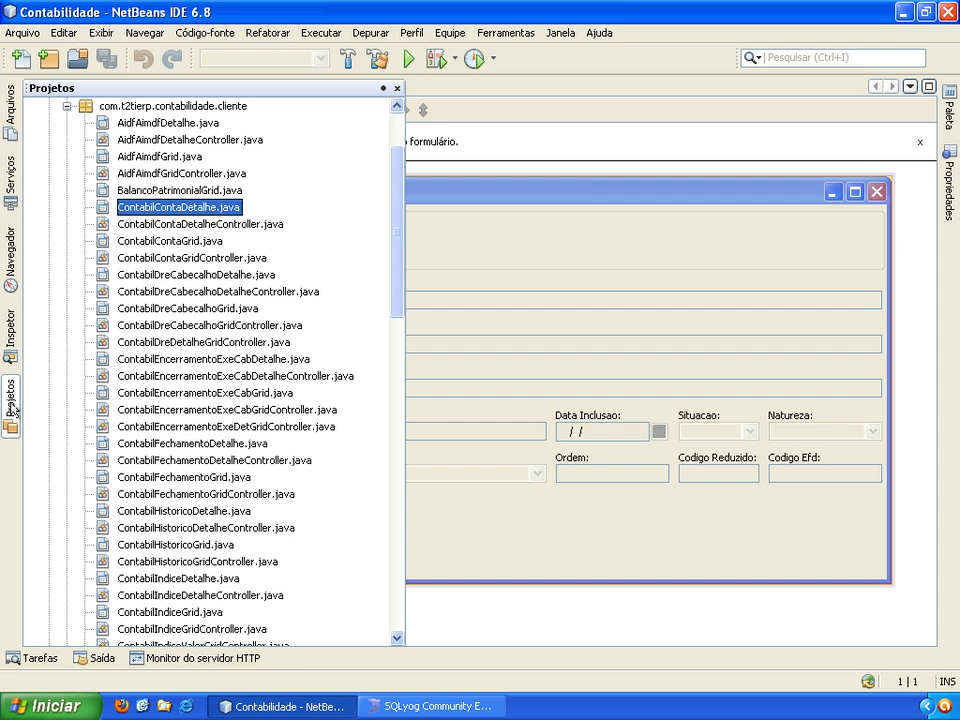 Contabilidade - NetBeans IDE 6.8
Arquivo Editar Exibir Navegar Código-fonte Refatorar Executar Depurar Perfil Equipe Ferramentas Janela Ajuda
Pesquisar (Ctrl+I)
Projetos
Arquivos
Serviços
Navegador
Inspetor
Projetos
com.t2tierp.contabilidade.cliente
AidfAimdfDetalhe.java
AidfAimdfDetalheController.java
AidfAimdfGrid.java
AidfAimdfGridController.java
BalancoPatrimonialGrid.java
ContabilContaDetalhe.java
ContabilContaDetalheController.java
ContabilContaGrid.java
ContabilContaGridController.java
ContabilDreCabecalhoDetalhe.java
ContabilDreCabecalhoDetalheController.java
ContabilDreCabecalhoGrid.java
ContabilDreCabecalhoGridController.java
ContabilDreDetalheGridController.java
ContabilEncerramentoExeCabDetalhe.java
ContabilEncerramentoExeCabDetalheController.java
ContabilEncerramentoExeCabGrid.java
ContabilEncerramentoExeCabGridController.java
ContabilEncerramentoExeDetGridController.java
ContabilFechamentoDetalhe.java
ContabilFechamentoDetalheController.java
ContabilFechamentoGrid.java
ContabilFechamentoGridController.java
ContabilHistoricoDetalhe.java
ContabilHistoricoDetalheController.java
ContabilHistoricoGrid.java
ContabilHistoricoGridController.java
ContabilIndiceDetalhe.java
ContabilIndiceDetalheController.java
ContabilIndiceGrid.java
ContabilIndiceGridController.java
ContabilIndiceValorGridController.java
formulário.
x
Data Inclusao: Situacao: Natureza:
/ /
Ordem: Codigo Reduzido: Codigo Efd:
Paleta
Propriedades
Tarefas Saída Monitor do servidor HTTP
1 | 1 INS
Iniciar Contabilidade - NetBe... SQLyog Community E...